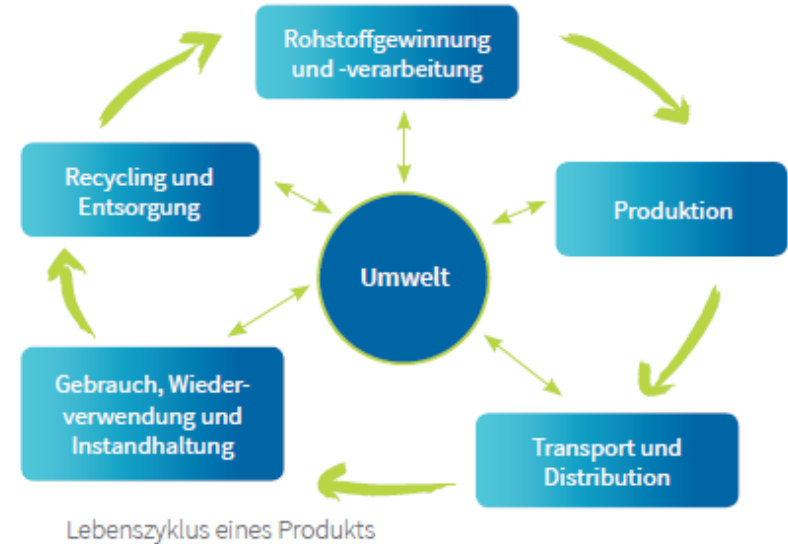 Rohstoffgewinnung
und -verarbeitung
Recycling und
Entsorgung
Produktion
Umwelt
Gebrauch, Wieder-
verwendung und
Instandhaltung
Transport und
Distribution
Lebenszyklus eines Produkts